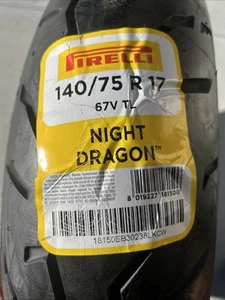 PIRELLI
140/75 R 17
67V TL
NIGHT
DRAGON™
8 019227 181500
18150EB30238LKCW